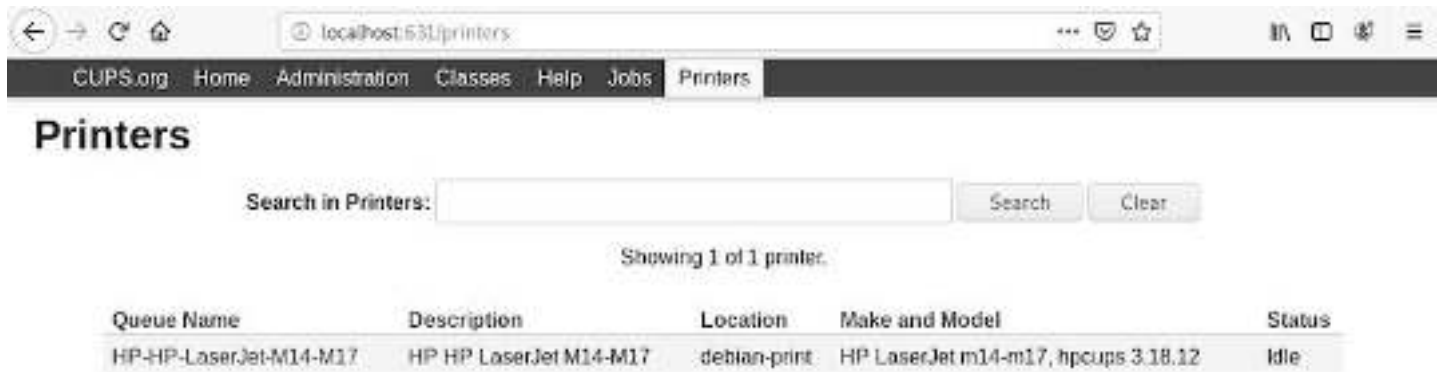 localhost:631/printers
CUPS.org Home Administration Classes Help Jobs Printers
Printers
Search in Printers: Search Clear
Showing 1 of 1 printer.
Queue Name Description Location Make and Model Status
HP-HP-LaserJet-M14-M17 HP HP LaserJet M14-M17 debian-print HP LaserJet m14-m17, hpcups 3.18.12 Idle